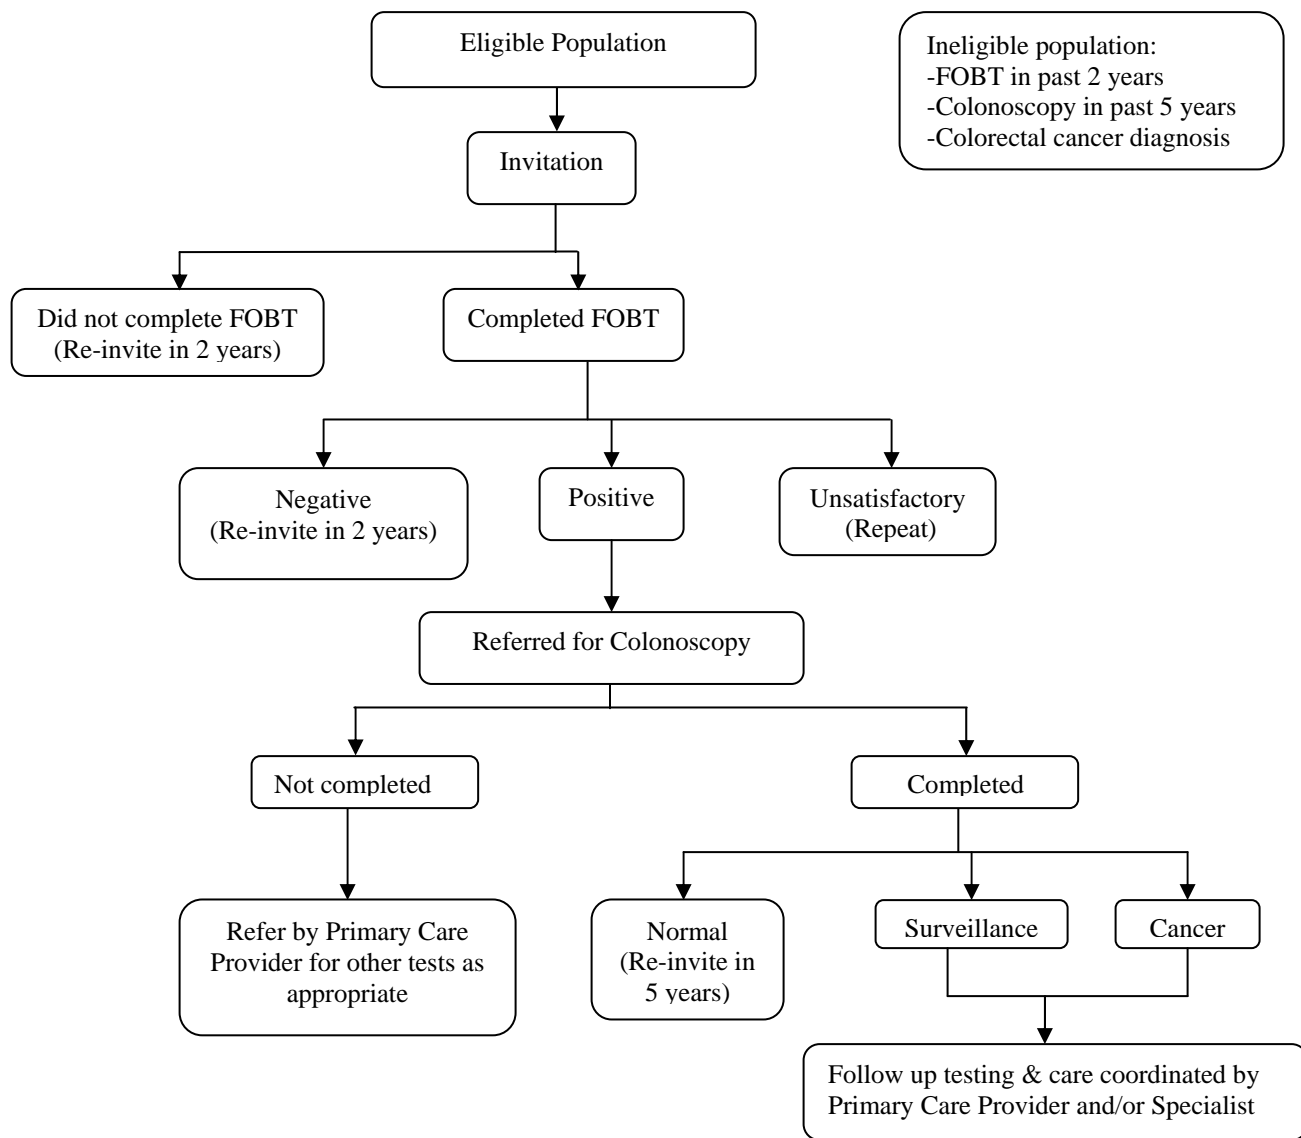 Eligible Population
Ineligible population:
-FOBT in past 2 years
-Colonoscopy in past 5 years
-Colorectal cancer diagnosis
Invitation
Did not complete FOBT
(Re-invite in 2 years)
Completed FOBT
Negative
(Re-invite in 2 years)
Positive
Unsatisfactory
(Repeat)
Referred for Colonoscopy
Not completed
Completed
Refer by Primary Care
Provider for other tests as
appropriate
Normal
(Re-invite in
5 years)
Surveillance
Cancer
Follow up testing & care coordinated by
Primary Care Provider and/or Specialist